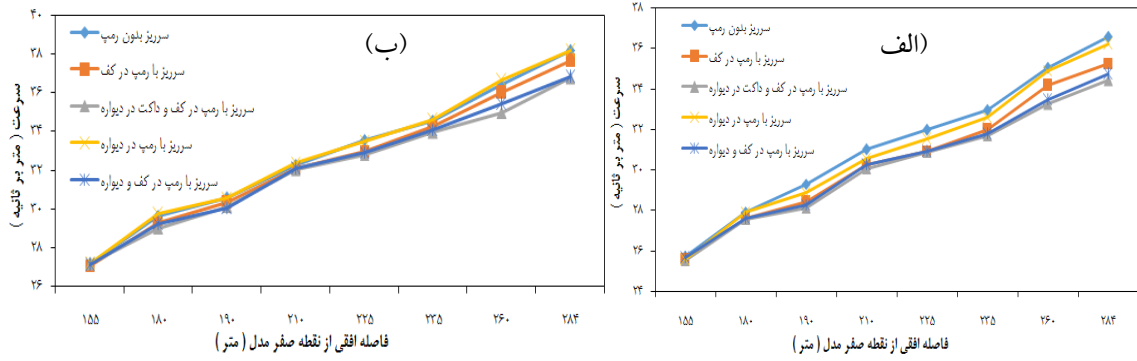 (الف
۳۸
۳۶
۳۴
۳۲
۳۰
۲۸
۲۶
۲۴
سرعت ( متر بر ثانیه )
سرریز بدون رمپ
سرریز با رمپ در کف
سرریز با رمپ در کف و داکت در دیواره
سرریز با رمپ در دیواره
سرریز با رمپ در کف و دیواره
۱۵۵ ۱۸۰ ۱۹۰ ۲۱۰ ۲۲۵ ۲۳۵ ۲۶۰ ۲۸۴
فاصله افقی از نقطه صفر مدل ( متر )
(ب)
۴۰
۳۸
۳۶
۳۴
۳۲
۳۰
۲۸
۲۶
سرعت ( متر بر ثانیه )
سرریز بدون رمپ
سرریز با رمپ در کف
سرریز با رمپ در کف و داکت در دیواره
سرریز با رمپ در دیواره
سرریز با رمپ در کف و دیواره
۱۵۵ ۱۸۰ ۱۹۰ ۲۱۰ ۲۲۵ ۲۳۵ ۲۶۰ ۲۸۴
فاصله افقی از نقطه صفر مدل ( متر )